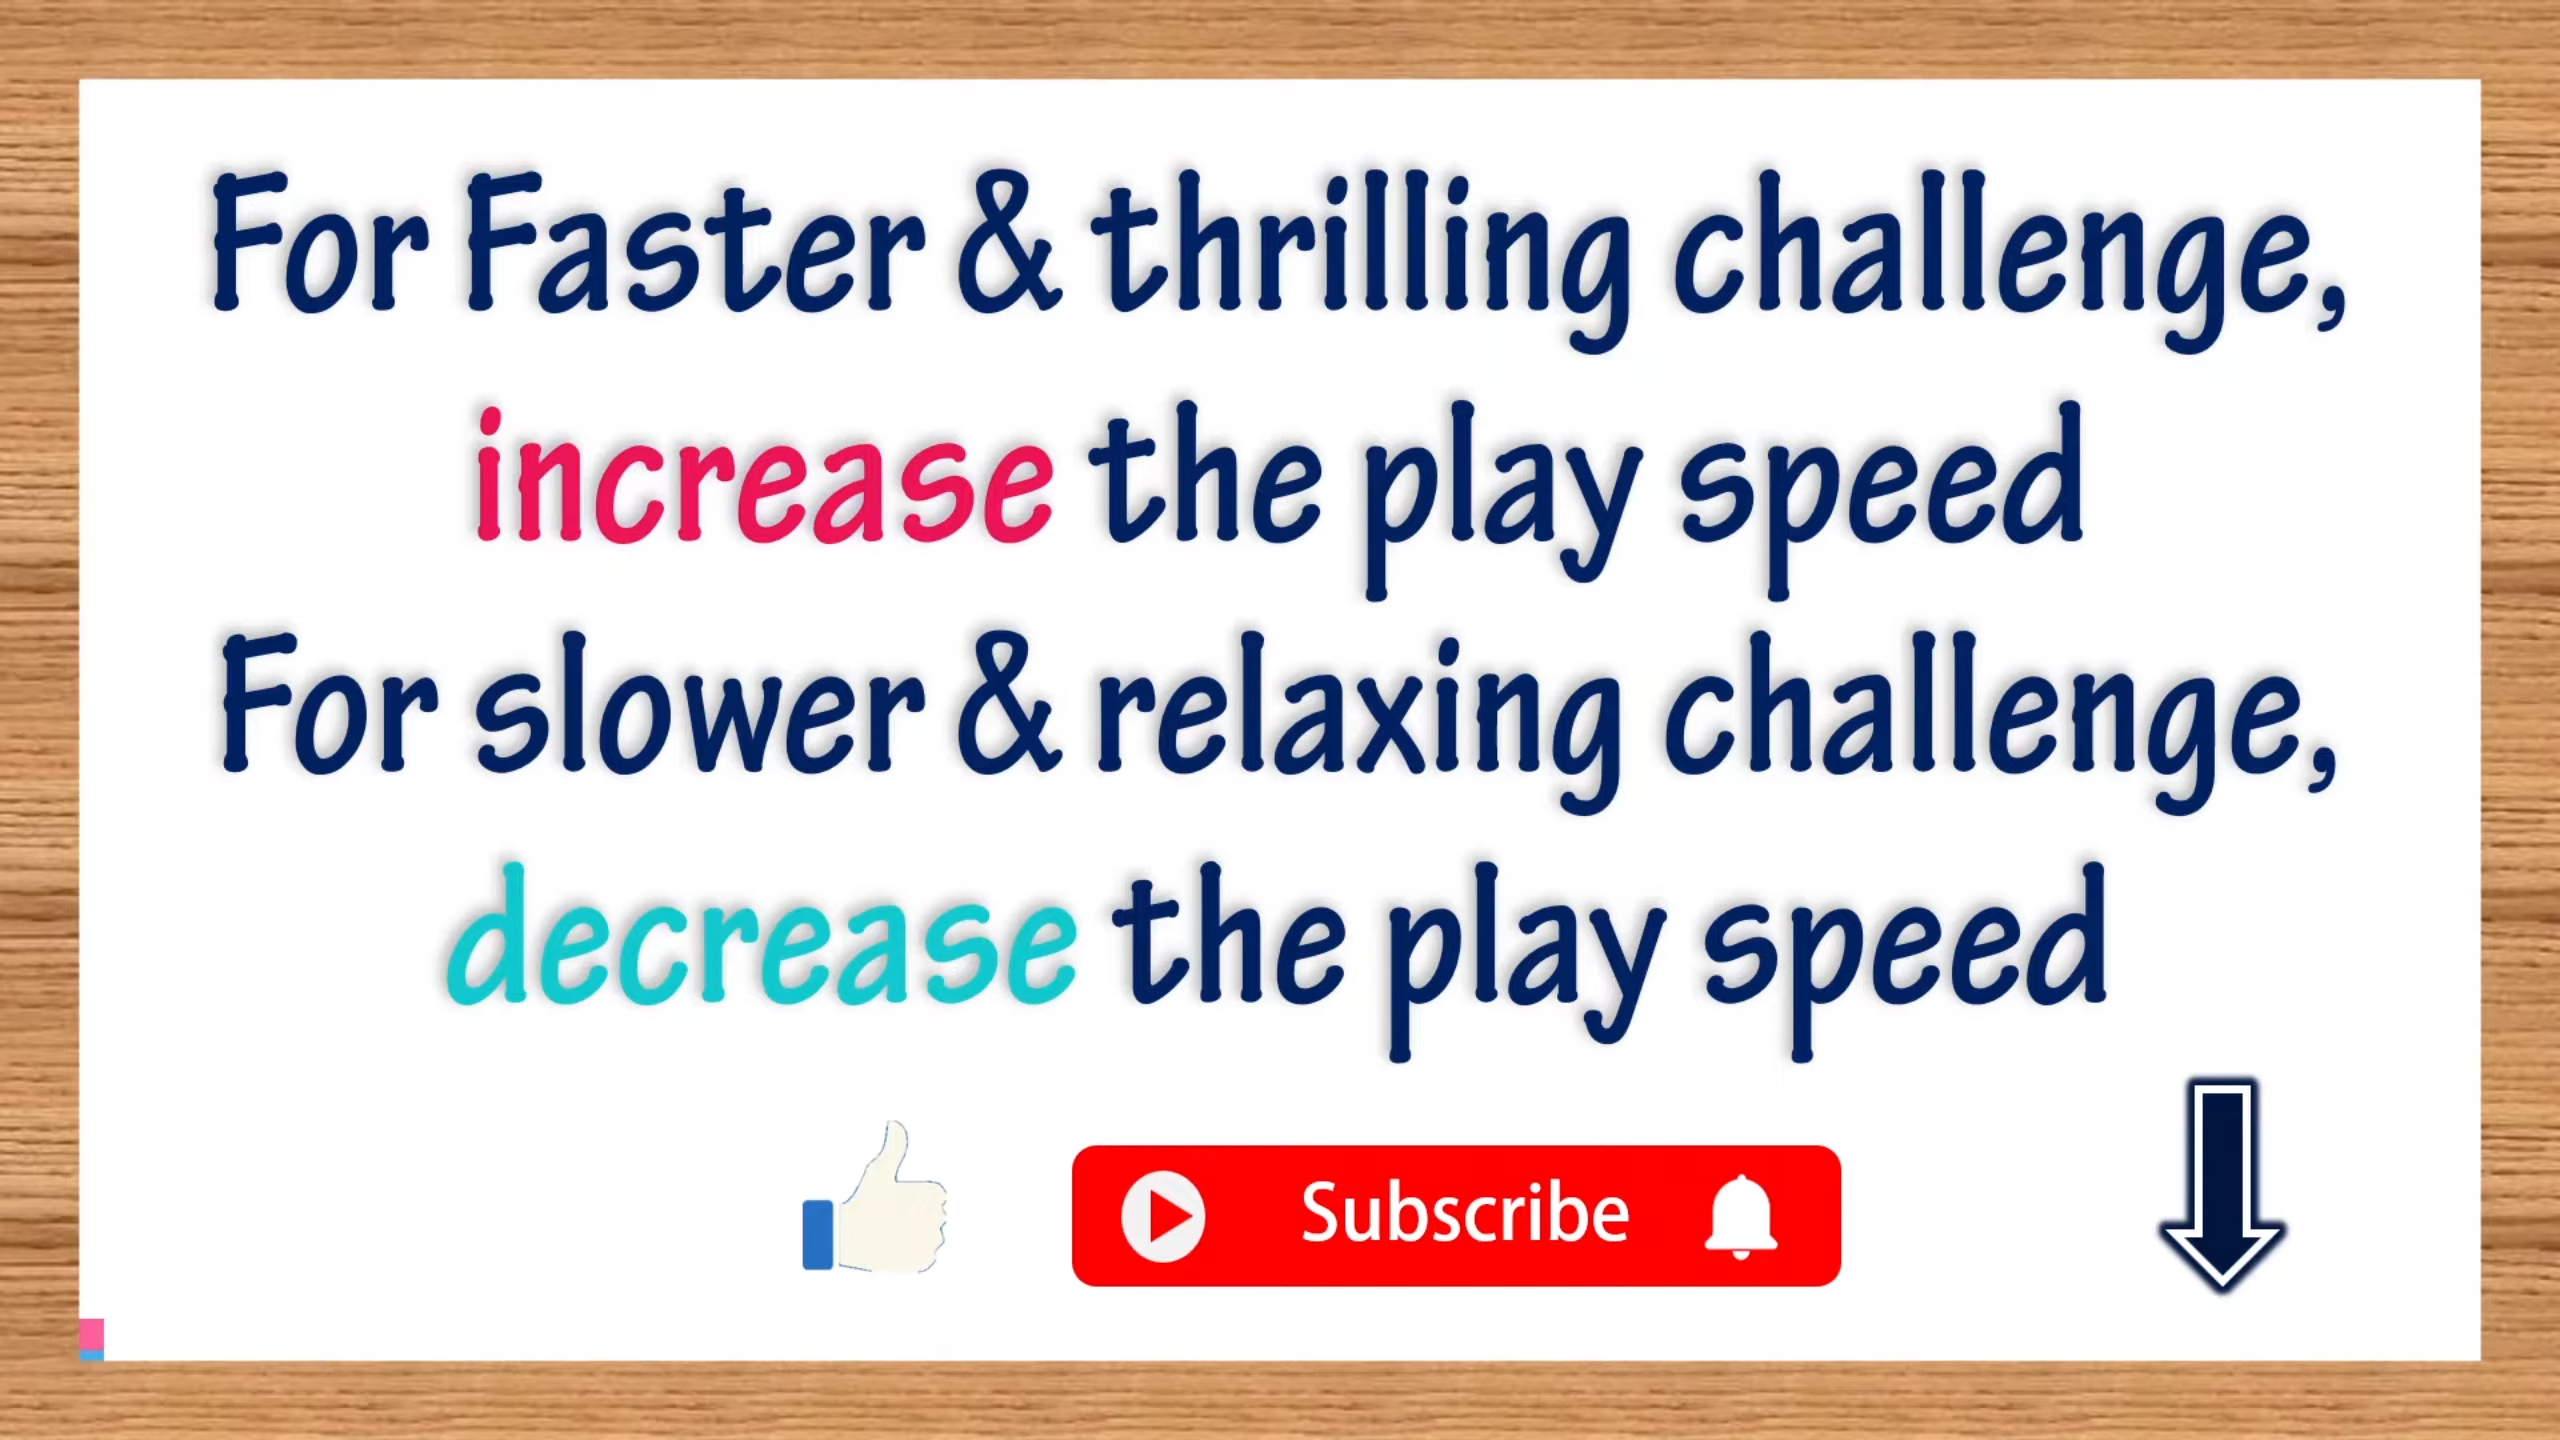 For Faster & thrilling challenge,
increase the play speed
For slower & relaxing challenge,
decrease the play speed
Subscribe